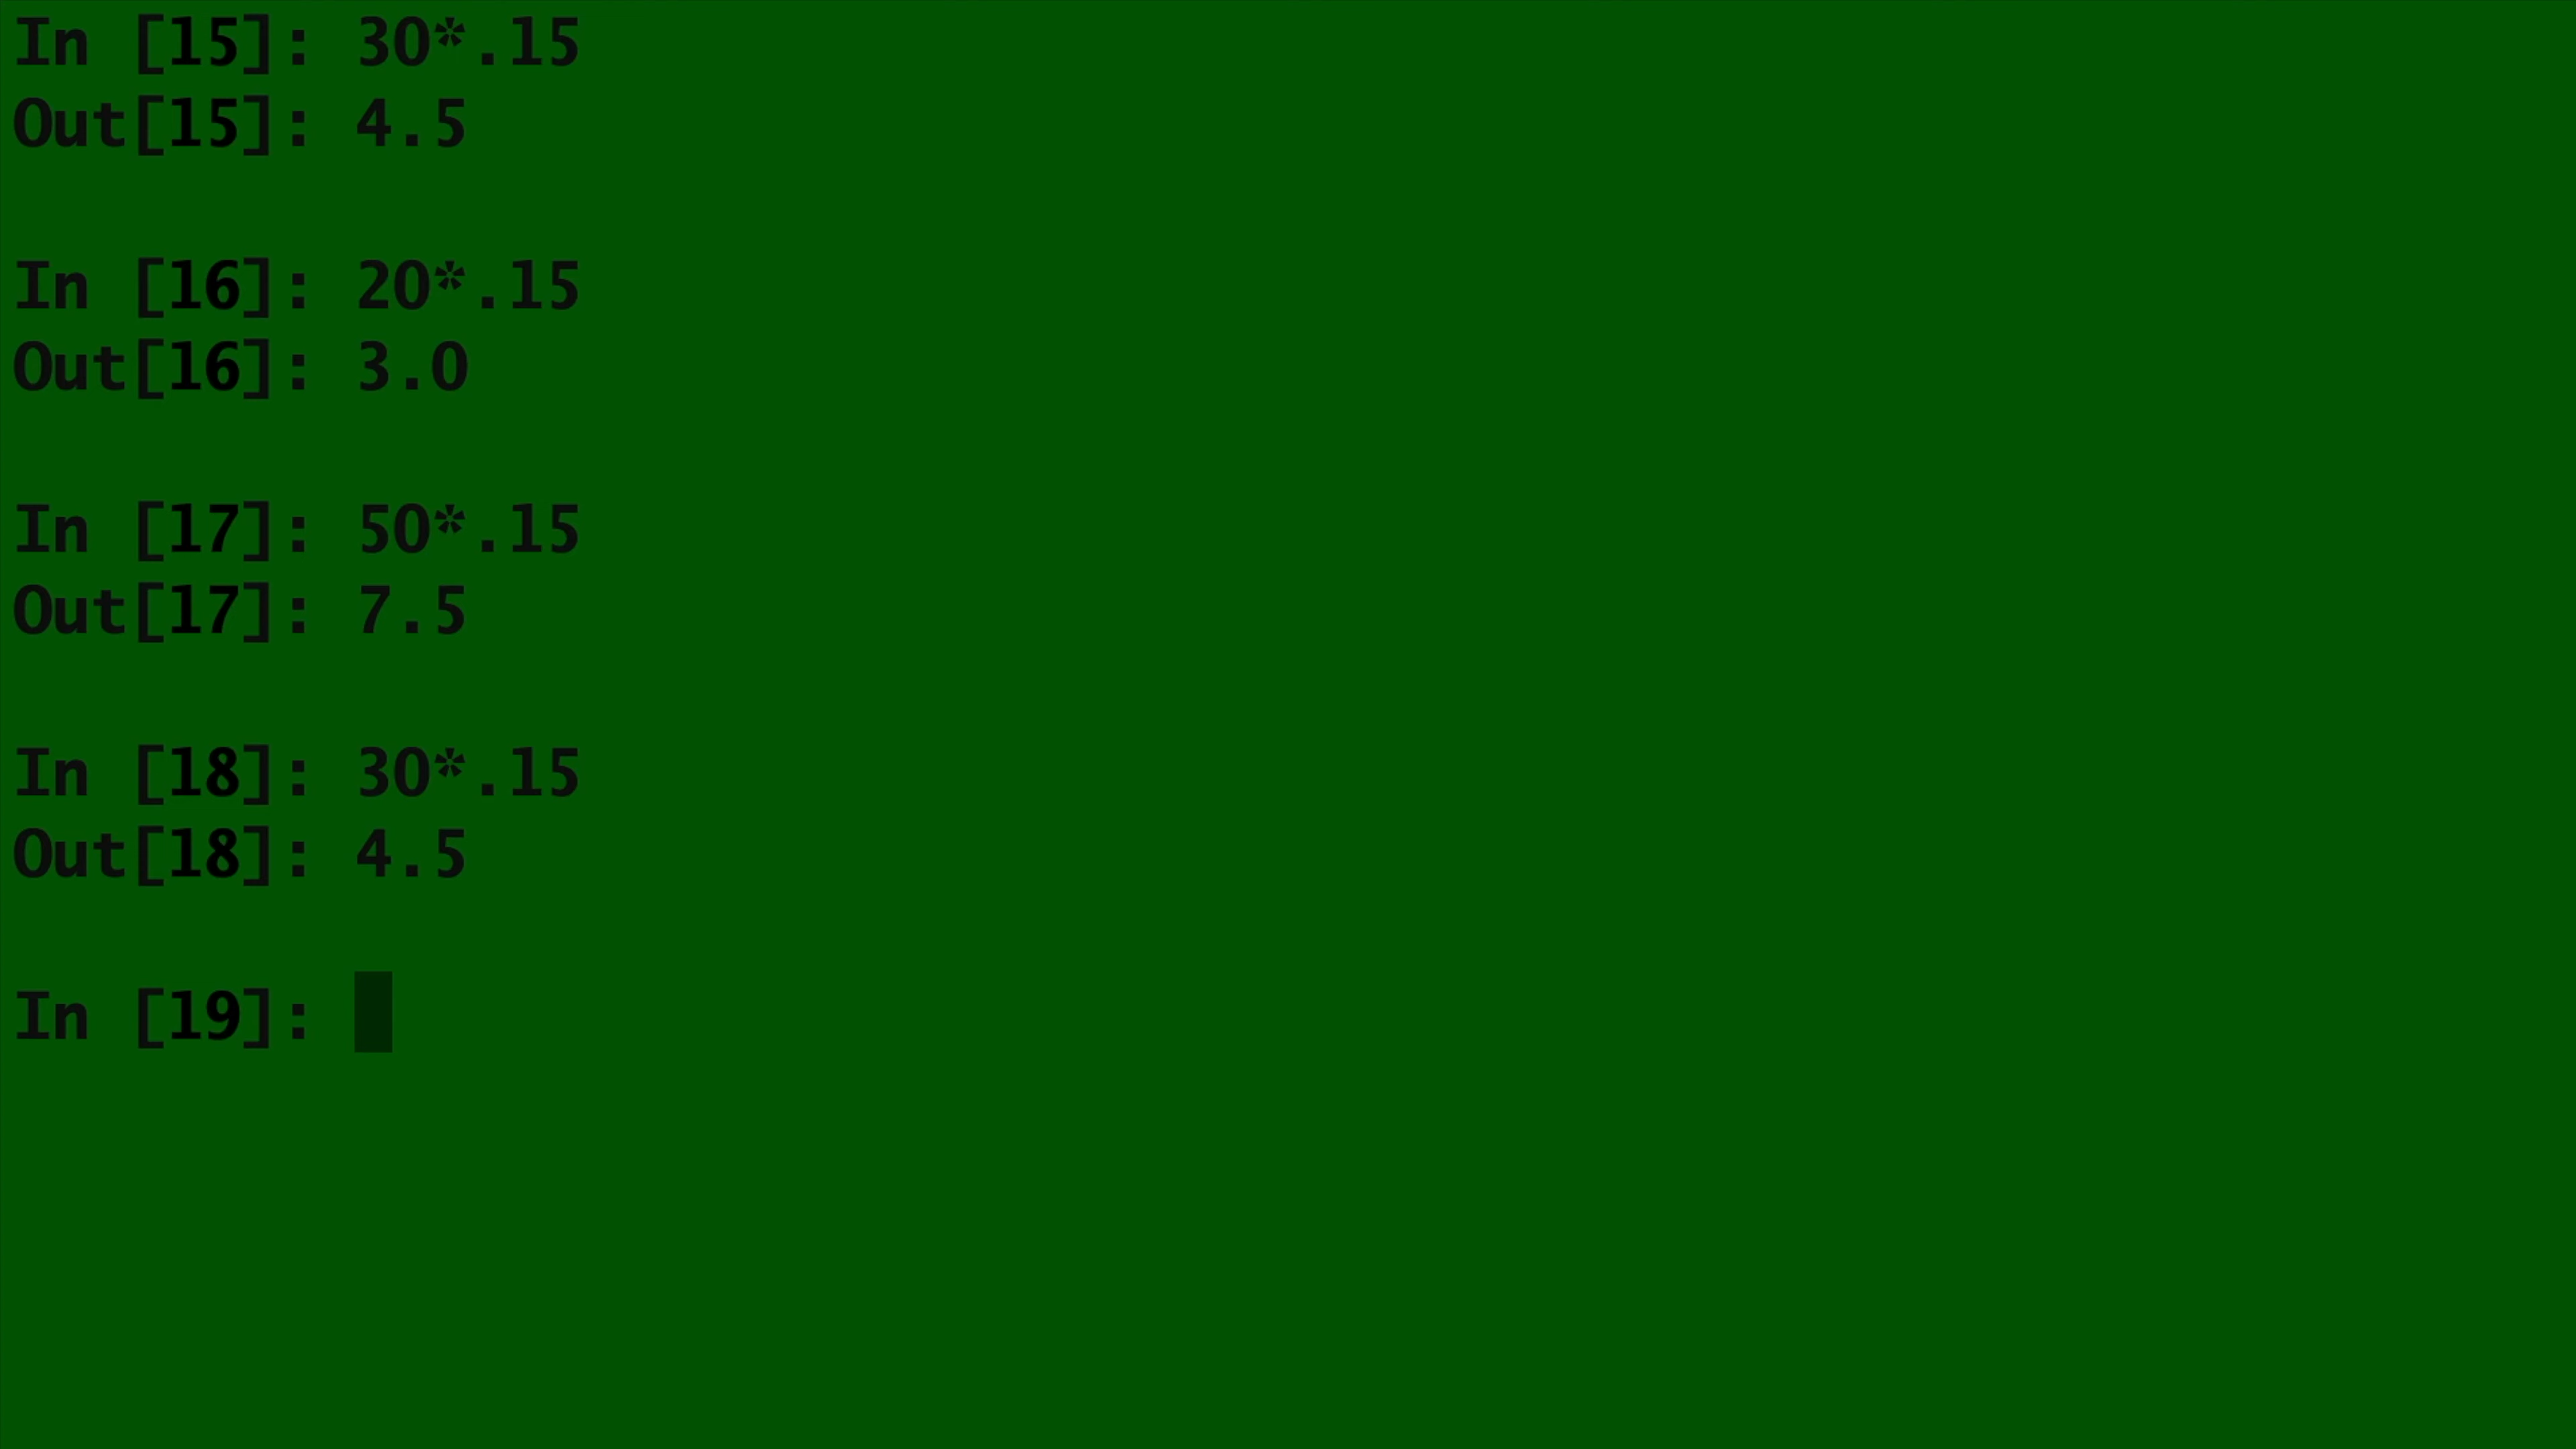 In [15]: 30*.15
Out[15]: 4.5
In [16]: 20*.15
Out[16]: 3.0
In [17]: 50*.15
Out[17]: 7.5
In [18]: 30*.15
Out[18]: 4.5
In [19]: